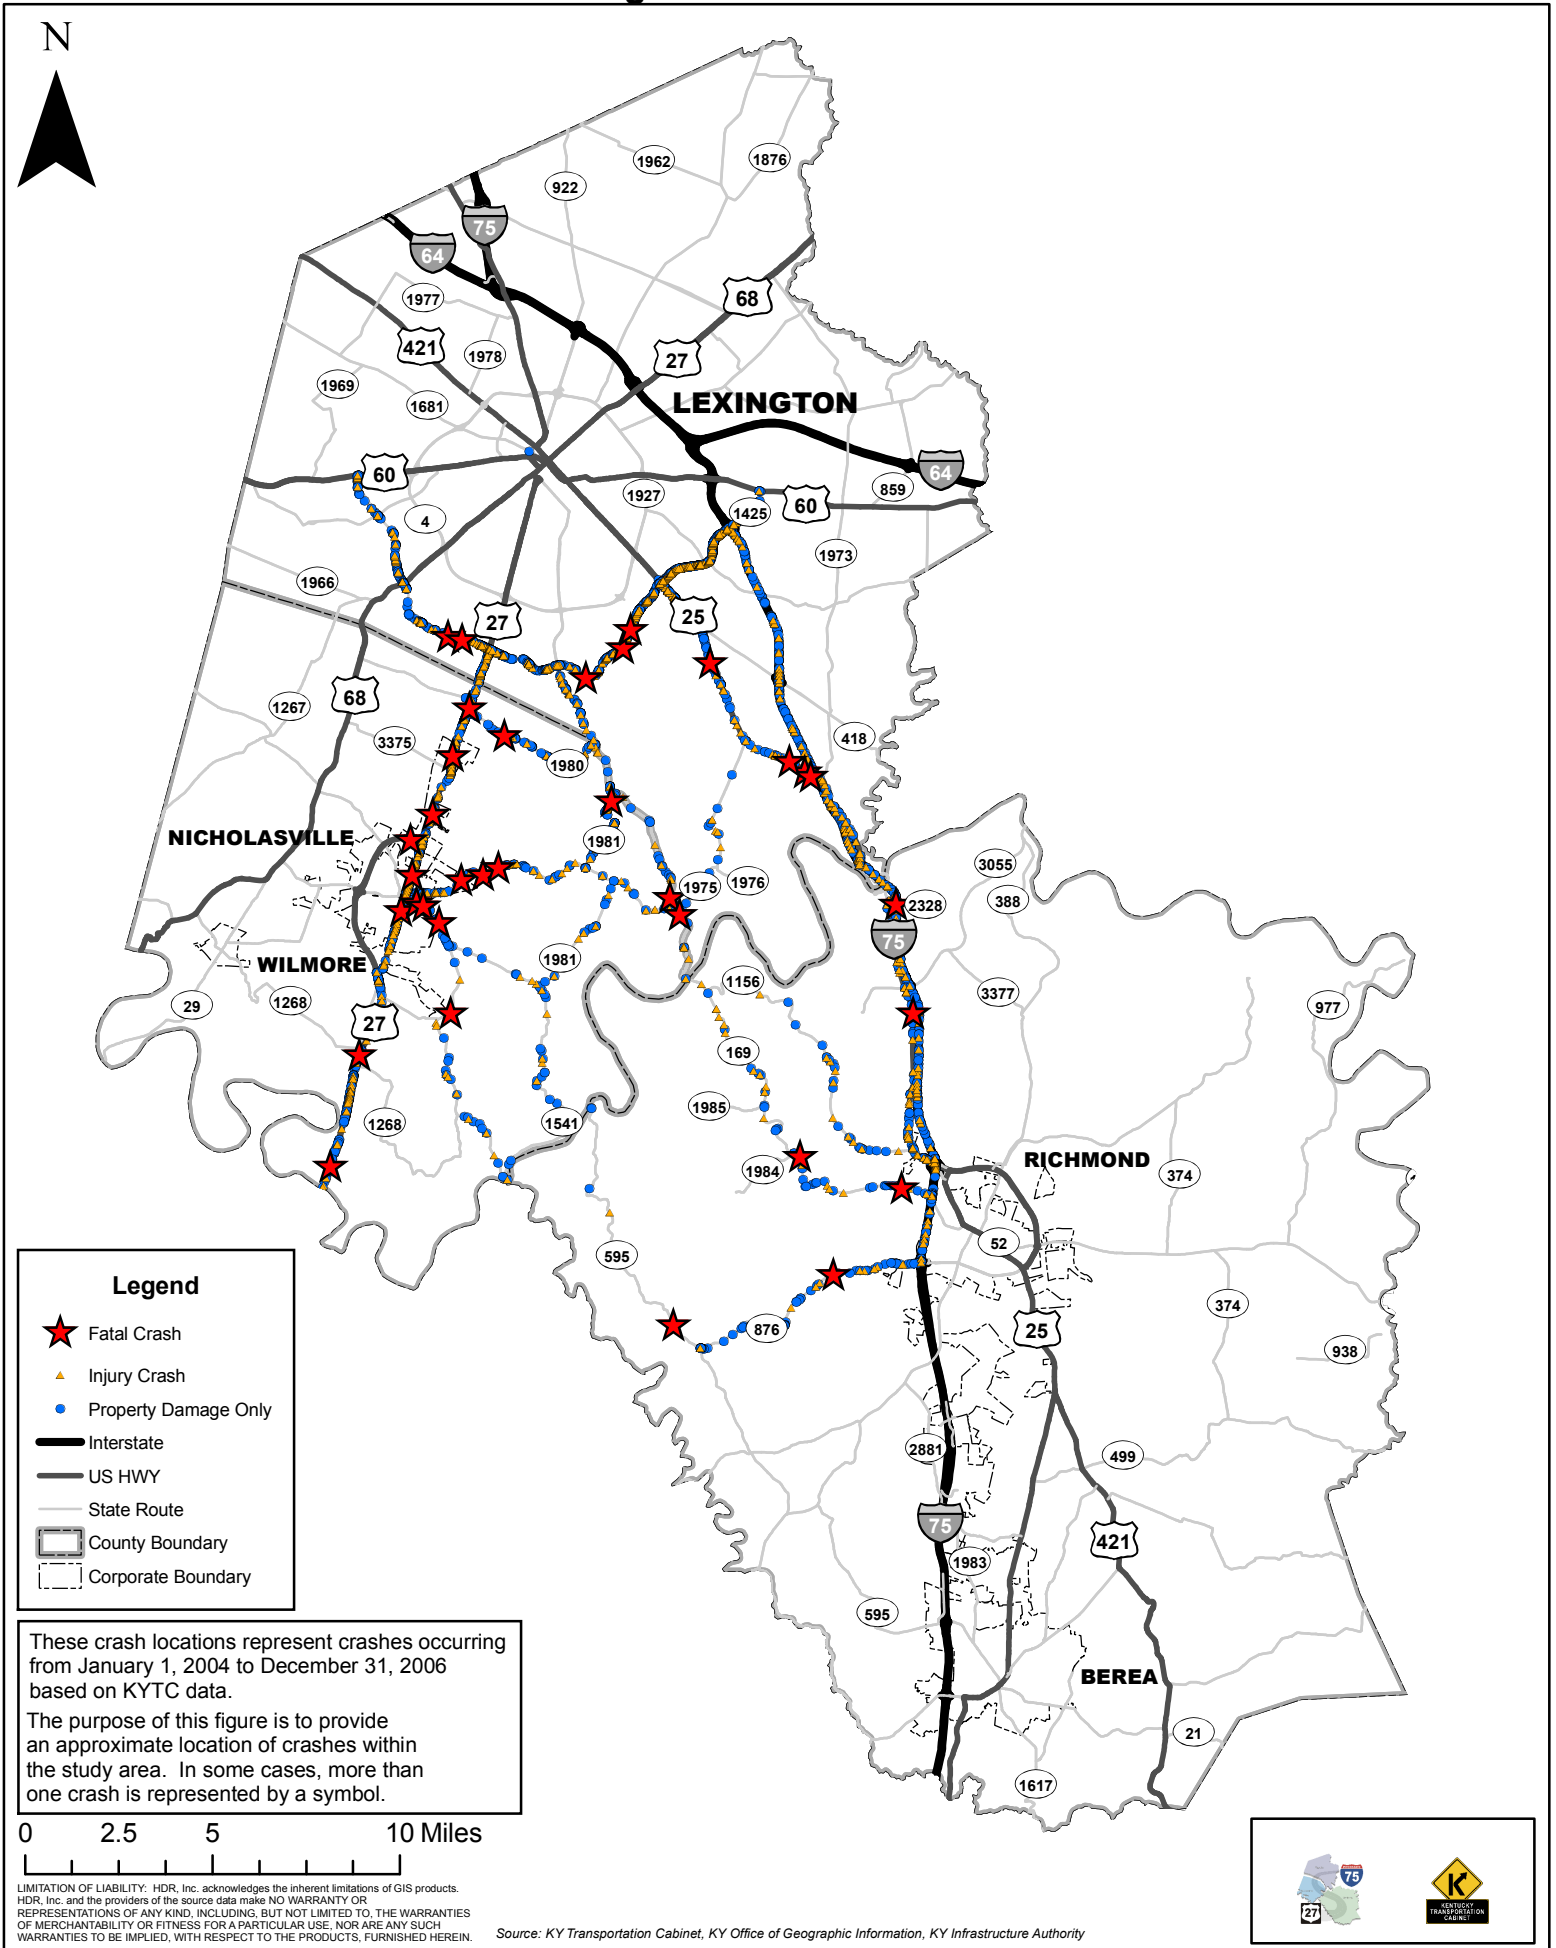 N
1962
1876
922
75
64
1977
68
421
1978
27
1969
1681
LEXINGTON
60
64
859
1927
60
4
1425
1973
1966
27
25
68
1267
3375
418
1980
NICHOLASVILLE
1981
3055
1976
1975
388
2328
75
WILMORE
1981
1156
3377
29
1268
977
27
169
1985
1268
1541
RICHMOND
1984
374
52
595
374
25
876
938
2881
499
75
421
1983
595
BEREA
21
1617
Legend
Fatal Crash
Injury Crash
Property Damage Only
Interstate
US HWY
State Route
County Boundary
Corporate Boundary
These crash locations represent crashes occurring
from January 1, 2004 to December 31, 2006
based on KYTC data.
The purpose of this figure is to provide
an approximate location of crashes within
the study area. In some cases, more than
one crash is represented by a symbol.
0 2.5 5 10 Miles
LIMITATION OF LIABILITY: HDR, Inc. acknowledges the inherent limitations of GIS products.
HDR, Inc. and the providers of the source data make NO WARRANTY OR
REPRESENTATIONS OF ANY KIND, INCLUDING, BUT NOT LIMITED TO, THE WARRANTIES
OF MERCHANTABILITY OR FITNESS FOR A PARTICULAR USE, NOR ARE ANY SUCH
WARRANTIES TO BE IMPLIED, WITH RESPECT TO THE PRODUCTS, FURNISHED HEREIN.
Source: KY Transportation Cabinet, KY Office of Geographic Information, KY Infrastructure Authority
75
27
K
KENTUCKY
TRANSPORTATION
CABINET